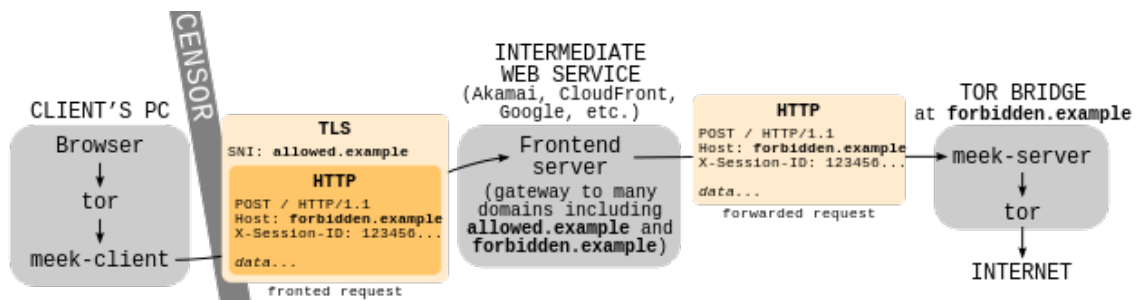 CLIENT'S PC
Browser
tor
meek-client
CENSOR
TLS
SNI: allowed.example
HTTP
POST / HTTP/1.1
Host: forbidden.example
X-Session-ID: 123456...
data...
fronted request
INTERMEDIATE
WEB SERVICE
(Akamai, CloudFront,
Google, etc.)
Frontend
server
(gateway to many
domains including
allowed.example and
forbidden.example)
HTTP
POST / HTTP/1.1
Host: forbidden.example
X-Session-ID: 123456...
data...
forwarded request
TOR BRIDGE
at forbidden.example
meek-server
tor
INTERNET